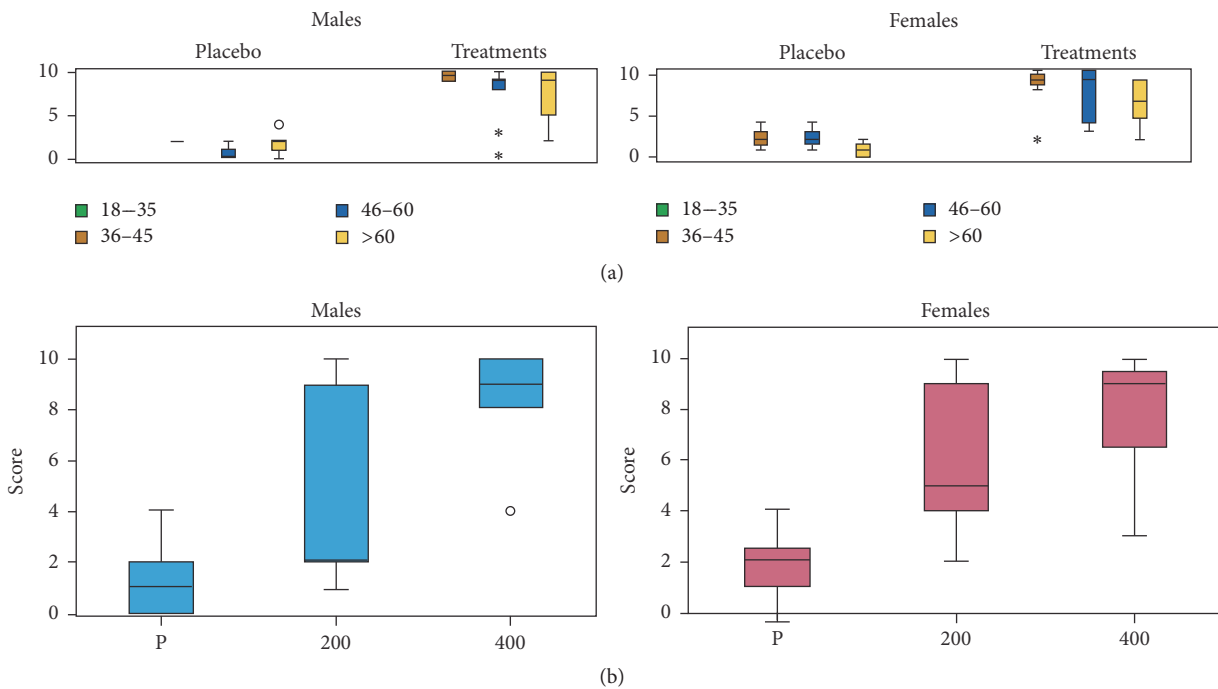 (a)
Males
Placebo
Treatments
10
5
0
*
*
Females
Placebo
Treatments
10
5
0
*
18–­–35
46–60
36–45
>60
18–­–35
46–60
36–45
>60
(a)
Males
Score
10
8
6
4
2
0
P
200
400
Females
Score
10
8
6
4
2
0
P
200
400
(b)